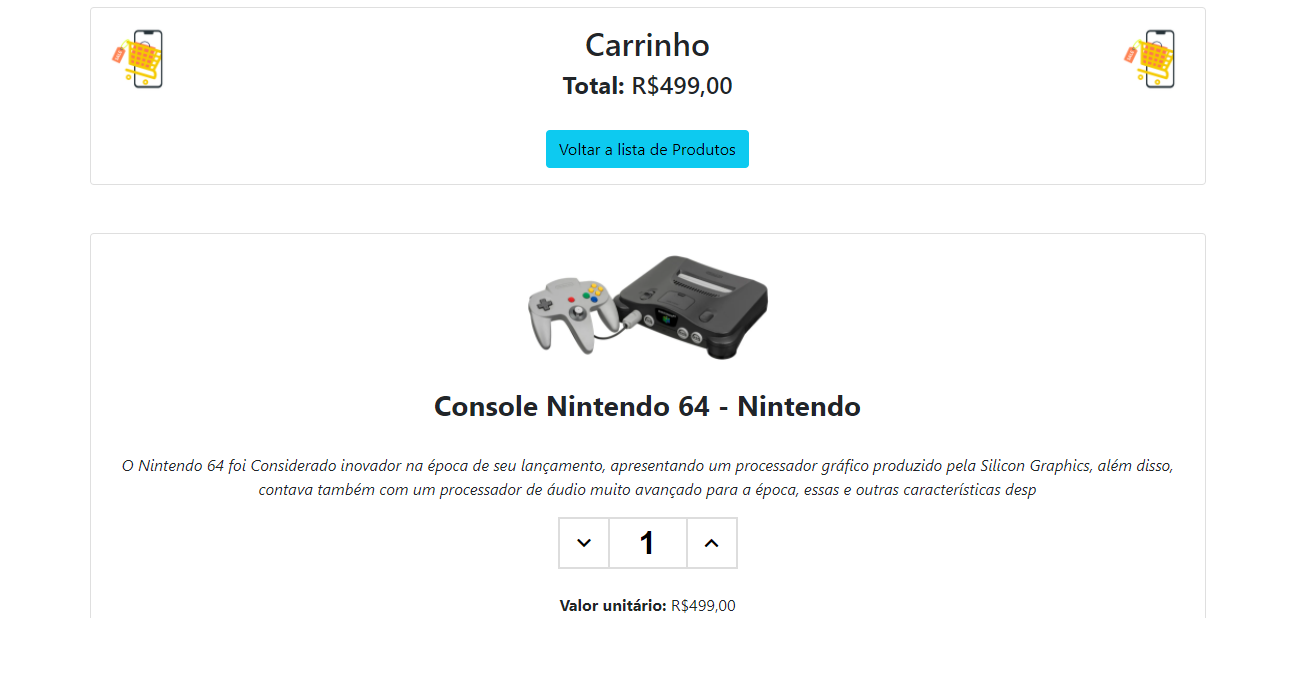 Carrinho
Total: R$499,00
Voltar a lista de Produtos
Console Nintendo 64 - Nintendo
O Nintendo 64 foi Considerado inovador na época de seu lançamento, apresentando um processador gráfico produzido pela Silicon Graphics, além disso,
contava também com um processador de áudio muito avançado para a época, essas e outras características desp
1
Valor unitário: R$499,00